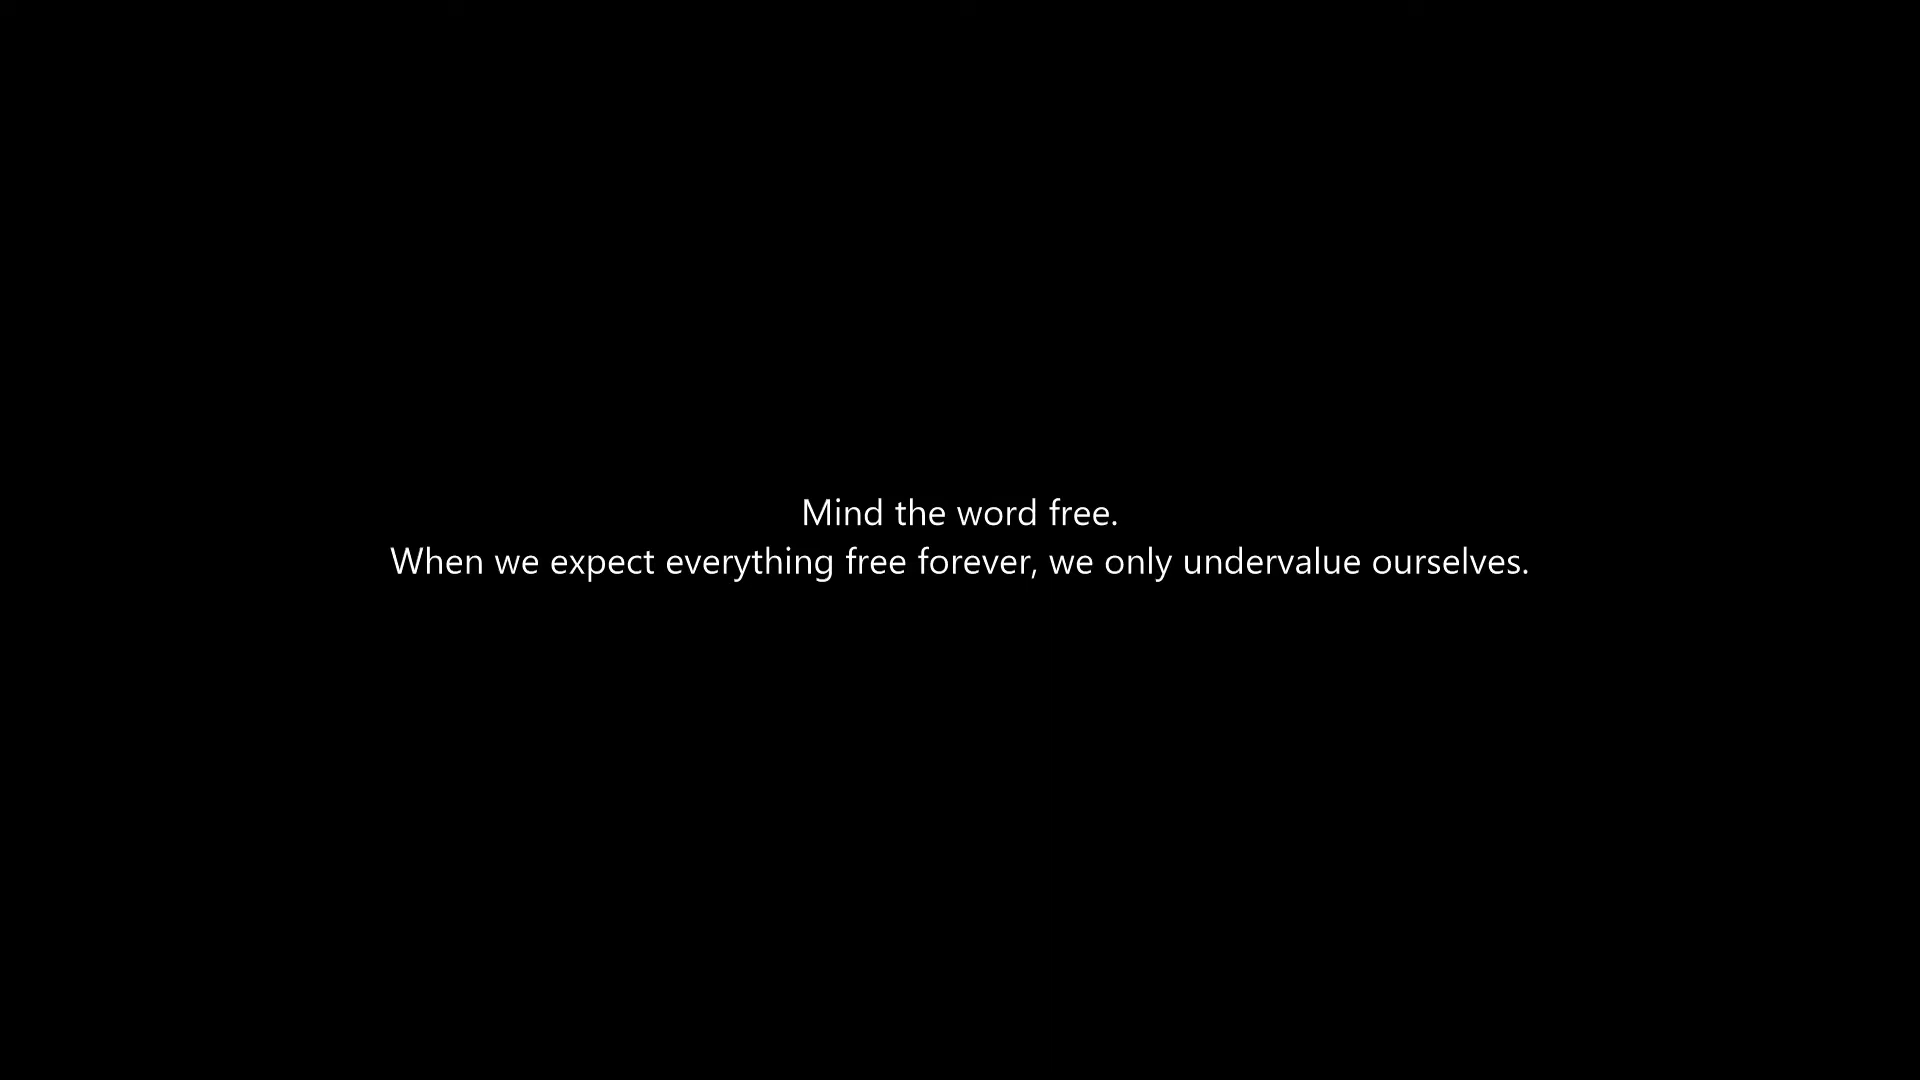 Mind the word free.
When we expect everything free forever, we only undervalue ourselves.